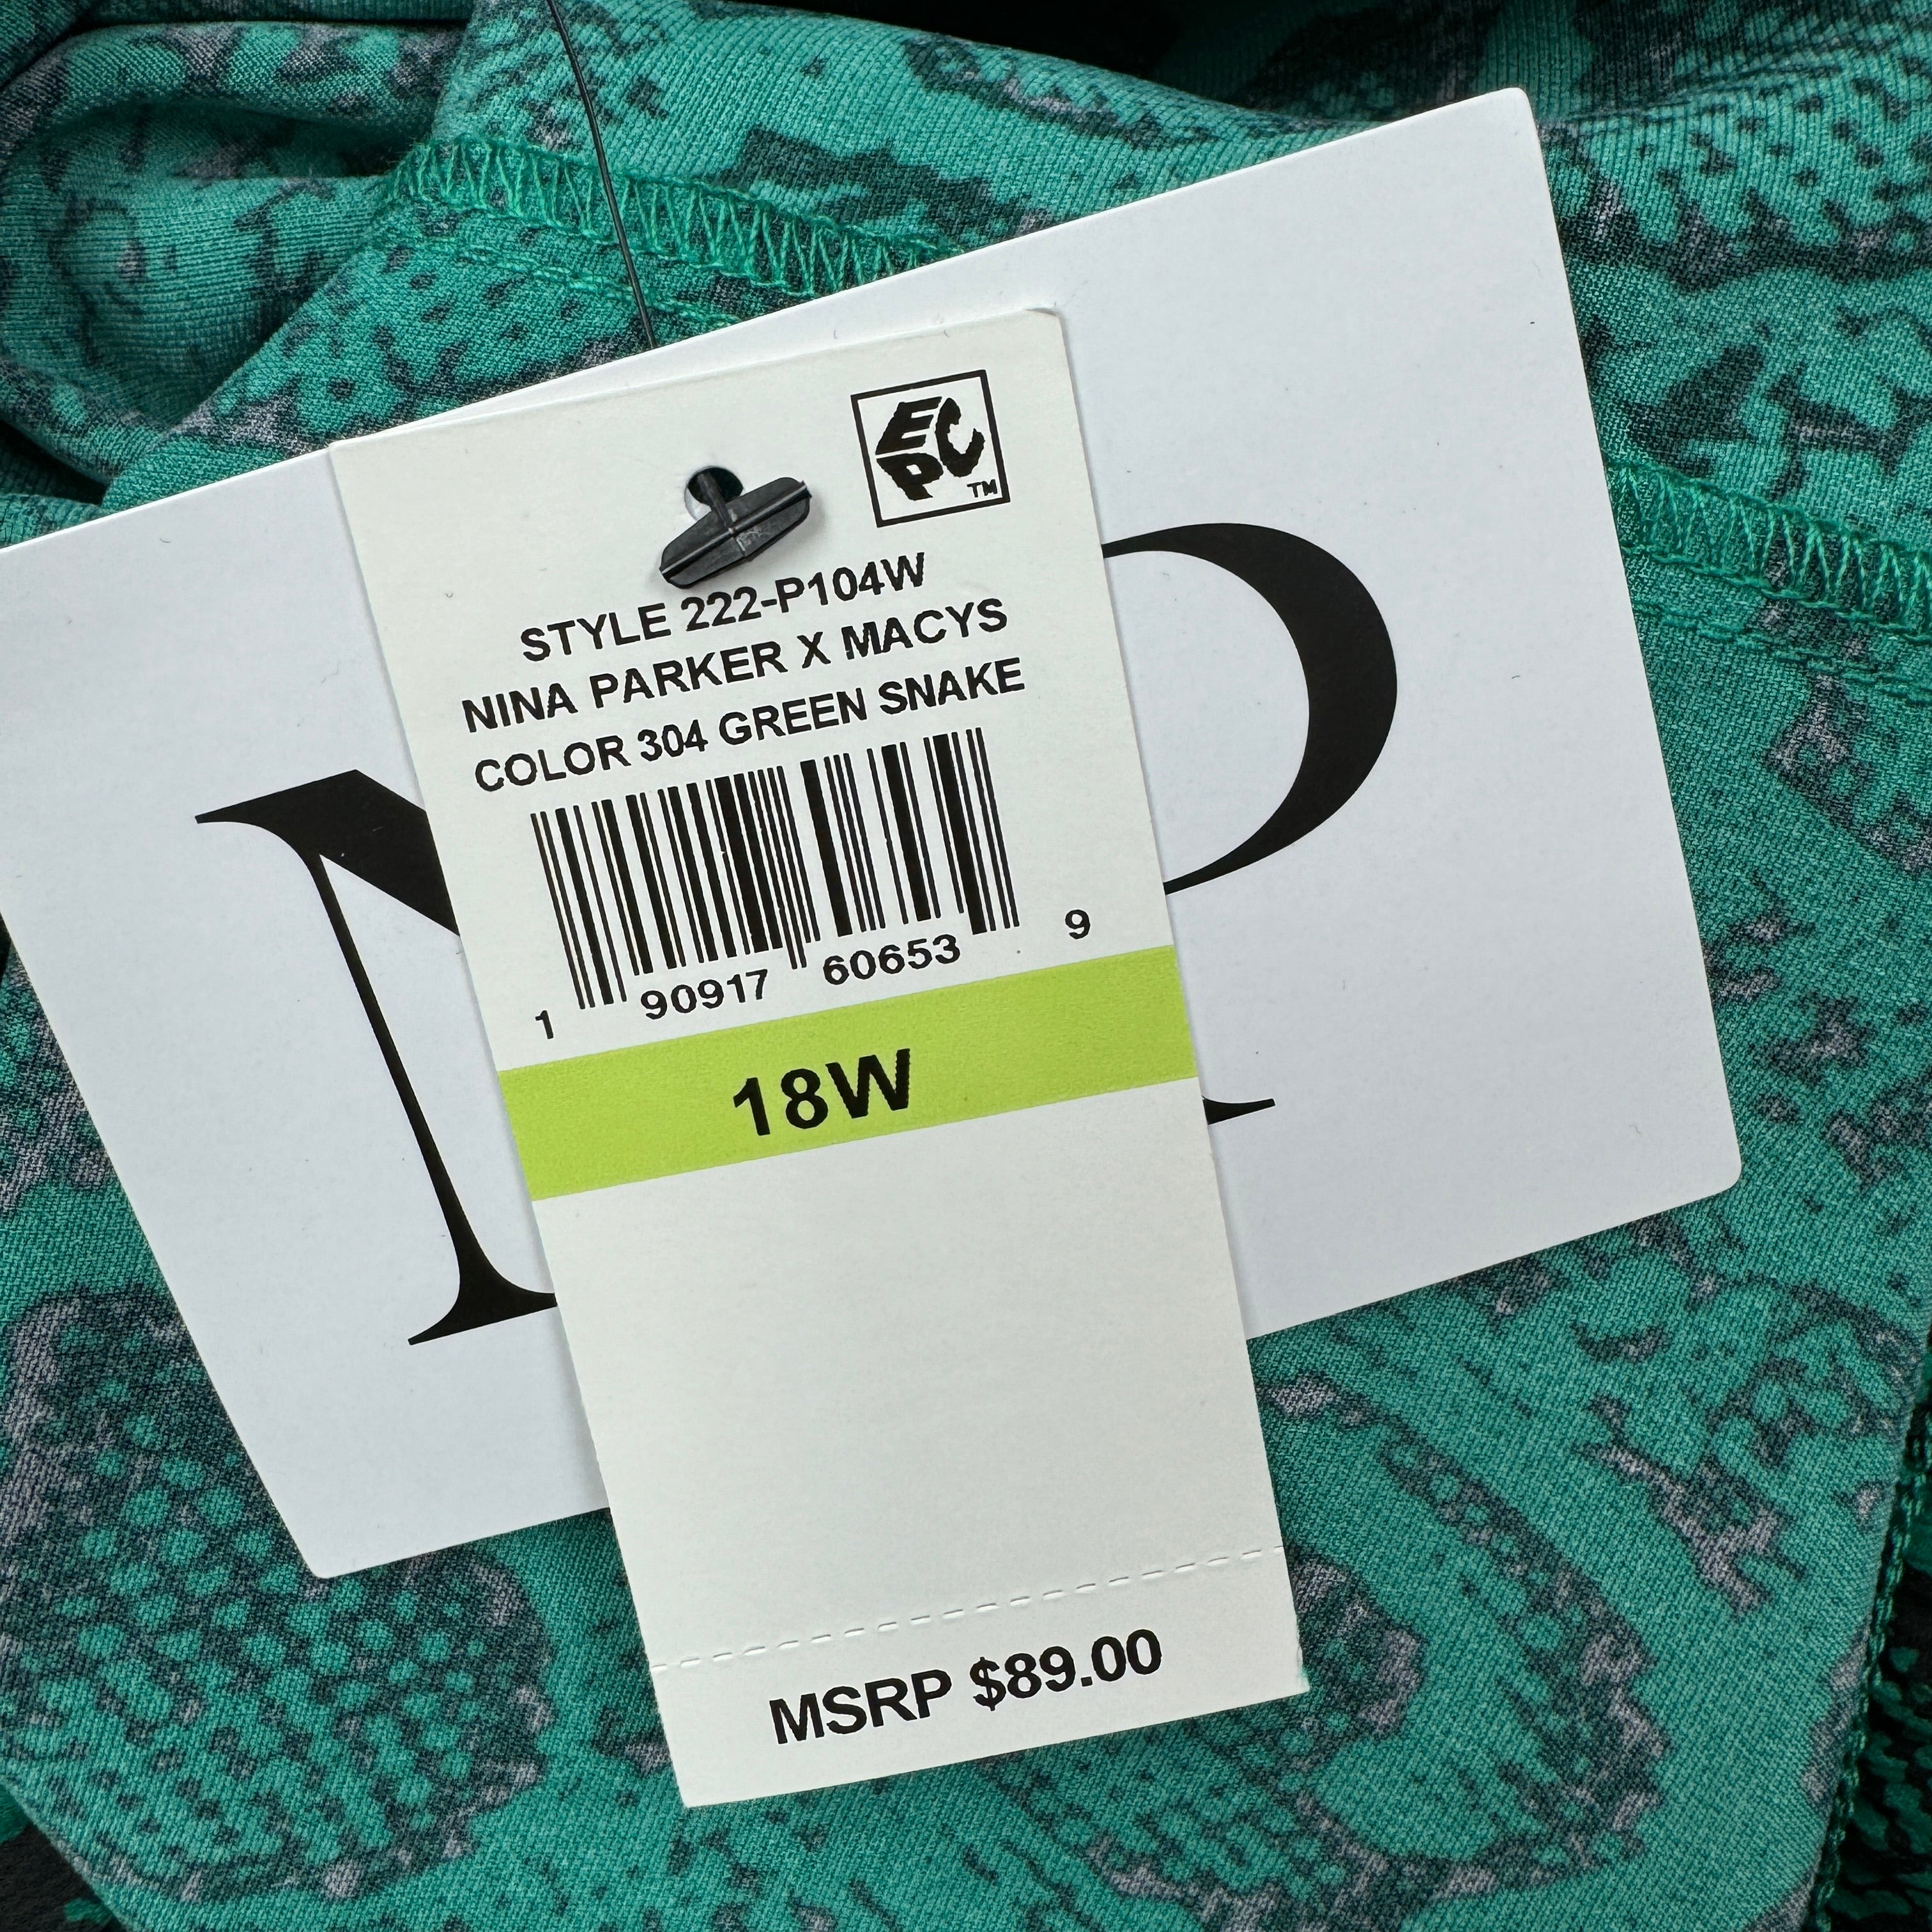 EPC
TM
STYLE 222-P104W
NINA PARKER X MACYS
COLOR 304 GREEN SNAKE
1 90917 60653 9
18W
MSRP $89.00
N P